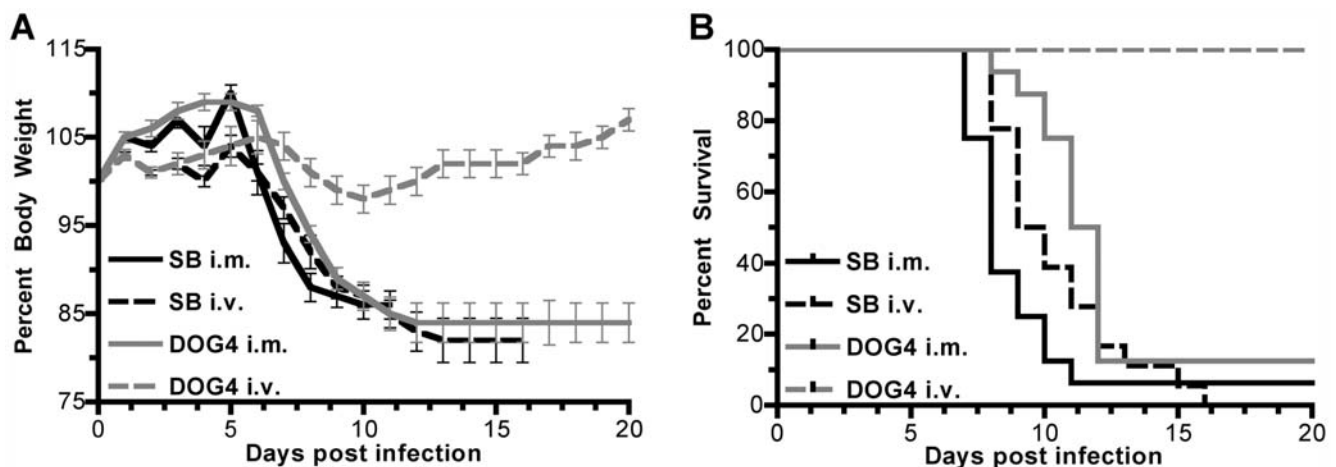 A
115
105
95
85
75
Percent Body Weight
SB i.m.
SB i.v.
DOG4 i.m.
DOG4 i.v.
0
5
10
15
20
Days post infection
B
100
80
60
40
20
0
Percent Survival
SB i.m.
SB i.v.
DOG4 i.m.
DOG4 i.v.
5
10
15
20
Days post infection